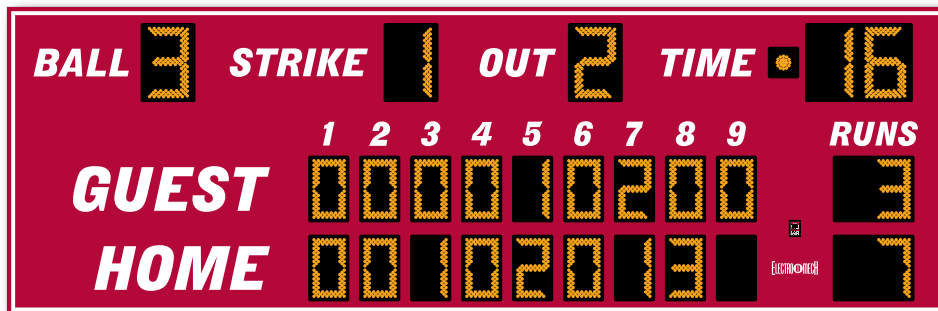 BALL 3 STRIKE 1 OUT 2 TIME 16
1 2 3 4 5 6 7 8 9 RUNS
GUEST 0 0 0 0 1 0 2 0 0 3
HOME 0 0 1 0 2 0 1 3 7
ELECTRO-MECH